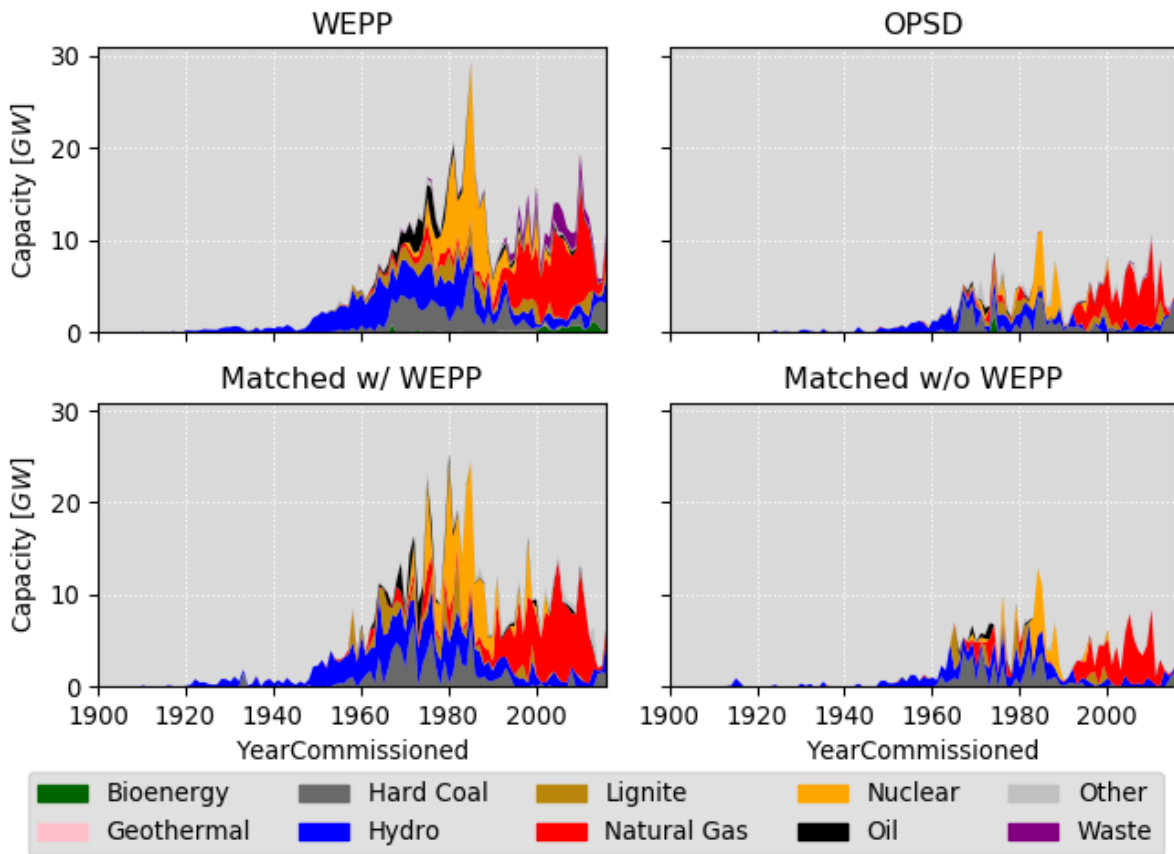 WEPP
OPSD
30
20
10
0
Capacity [GW]
Matched w/ WEPP
Matched w/o WEPP
30
20
10
0
Capacity [GW]
1900 1920 1940 1960 1980 2000
1900 1920 1940 1960 1980 2000
YearCommissioned
YearCommissioned
Bioenergy Hard Coal Lignite Nuclear Other
Geothermal Hydro Natural Gas Oil Waste